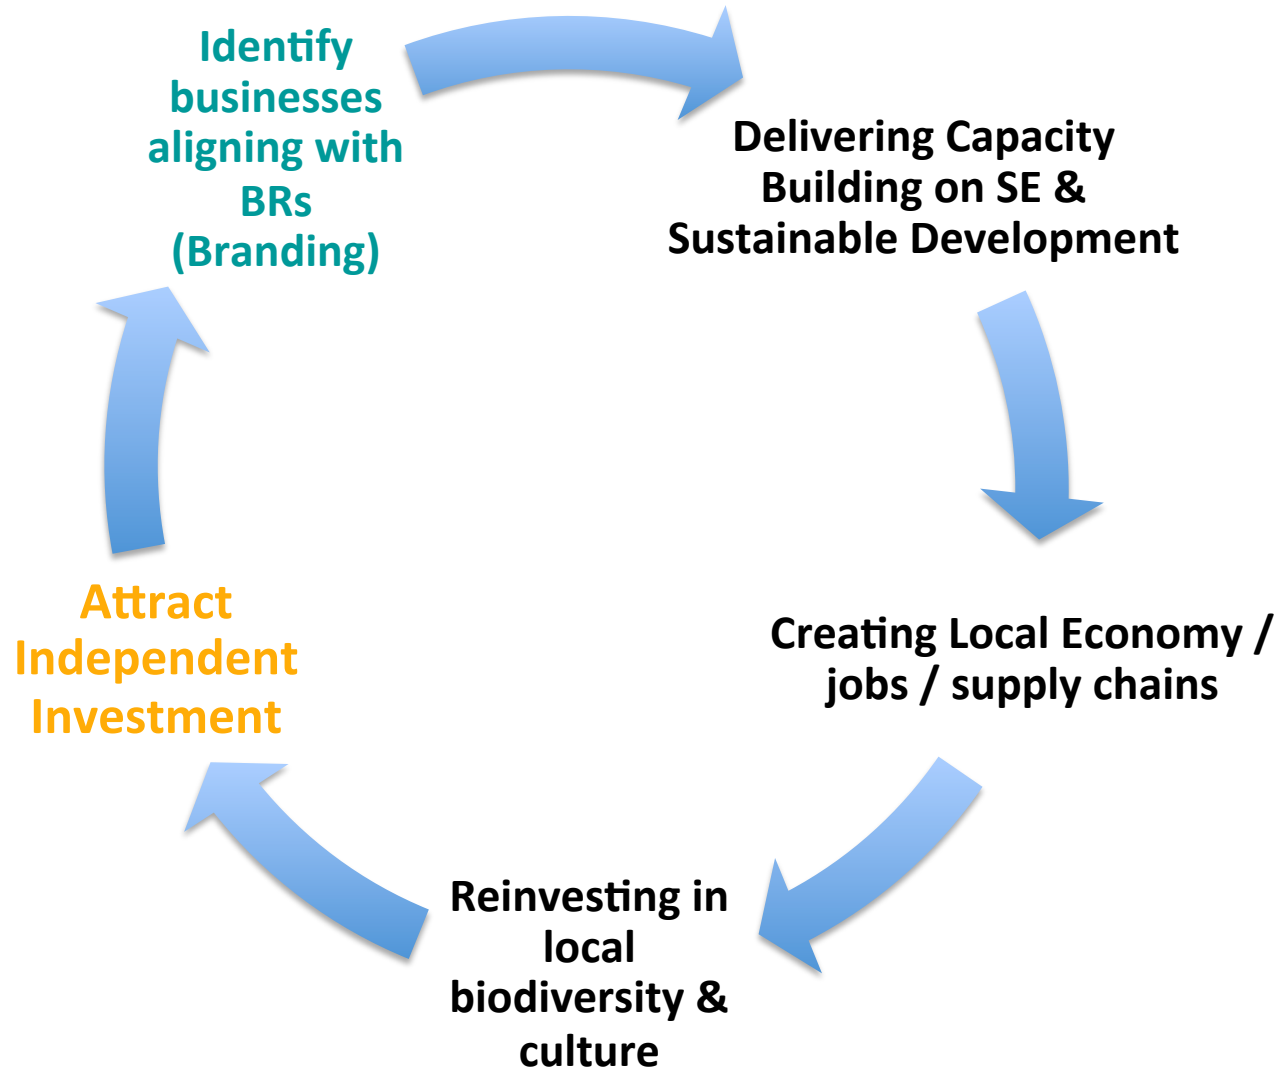 Identify
businesses
aligning with
BRs
(Branding)
Delivering Capacity
Building on SE &
Sustainable Development
Creating Local Economy /
jobs / supply chains
Reinvesting in
local
biodiversity &
culture
Attract
Independent
Investment